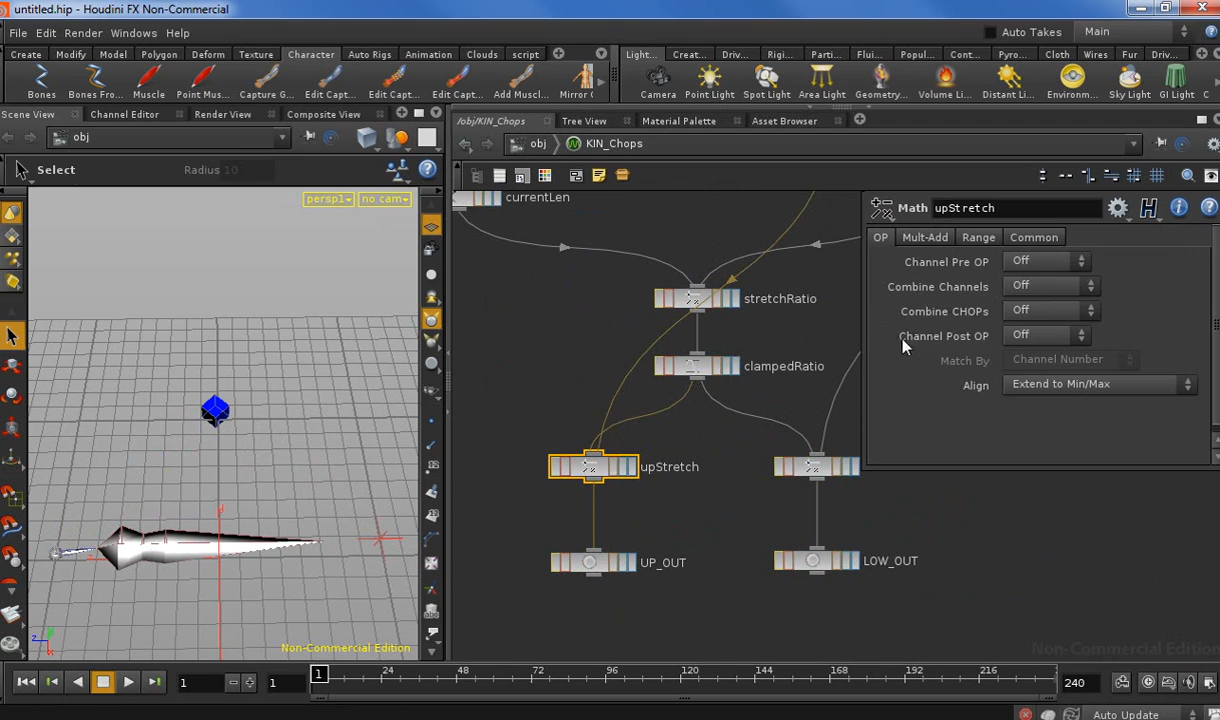 untitled.hip - Houdini FX Non-Commercial
File Edit Render Windows Help
Auto Takes Main
Create Modify Model Polygon Deform Texture Character Auto Rigs Animation Clouds script
Light... Creat... Driv... Rigi... Parti... Flui... Popul... Cont... Pyro... Cloth Wires Fur Driv...
Bones Bones Fro... Muscle Point Mus... Capture G... Edit Capt... Edit Capt... Edit Capt... Add Muscl... Mirror C
Camera Point Light Spot Light Area Light Geometry... Volume Li... Distant Li... Environm... Sky Light GI Light C
Scene View Channel Editor Render View Composite View
/obj/KIN_Chops Tree View Material Palette Asset Browser
obj
obj KIN_Chops
Select Radius 10
persp1 no cam
currentLen
Math upStretch
OP Mult-Add Range Common
Channel Pre OP Off
Combine Channels Off
Combine CHOPs Off
Channel Post OP Off
Match By Channel Number
Align Extend to Min/Max
stretchRatio
clampedRatio
upStretch
UP_OUT
LOW_OUT
Non-Commercial Edition
Non-Commercial Edition
1 1 1 24 48 72 96 120 144 168 192 216 240
Auto Update